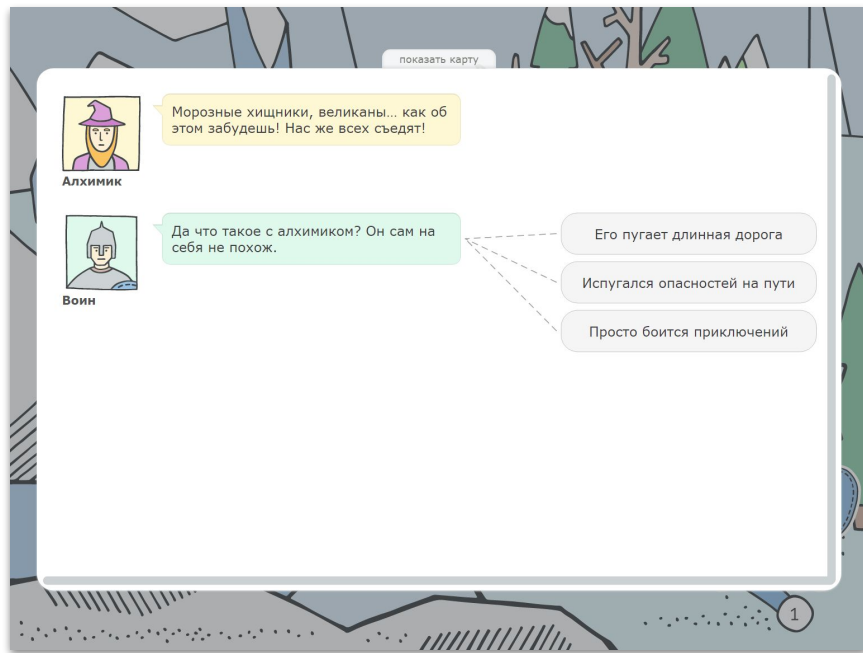 показать карту
Морозные хищники, великаны... как об
этом забудешь! Нас же всех съедят!
Алхимик
Да что такое с алхимиком? Он сам на
себя не похож.
Воин
Его пугает длинная дорога
Испугался опасностей на пути
Просто боится приключений
1